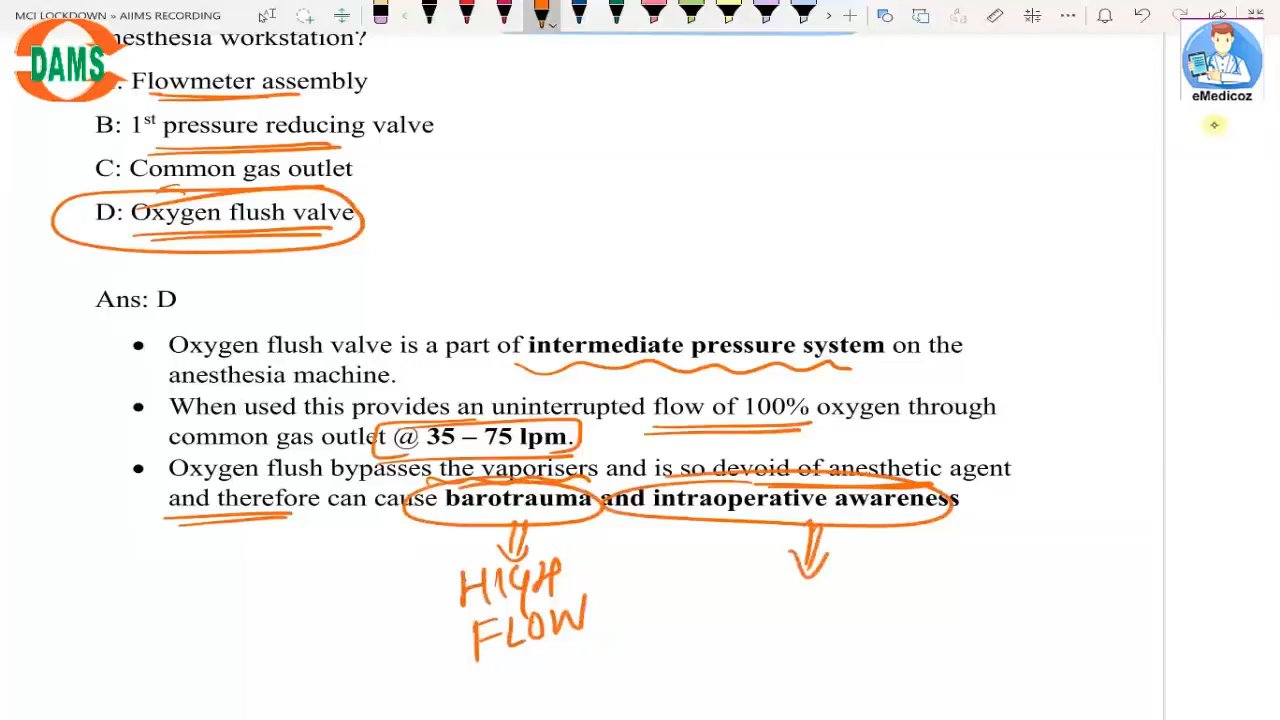 MCI LOCKDOWN » AIIMS RECORDING
nesthesia workstation?
DAMS
Flowmeter assembly
eMedicoz
B: 1st pressure reducing valve
C: Common gas outlet
D: Oxygen flush valve
Ans: D
• Oxygen flush valve is a part of intermediate pressure system on the
anesthesia machine.
• When used this provides an uninterrupted flow of 100% oxygen through
common gas outlet @ 35 – 75 lpm.
• Oxygen flush bypasses the vaporisers and is so devoid of anesthetic agent
and therefore can cause barotrauma and intraoperative awareness
HIGH
FLOW